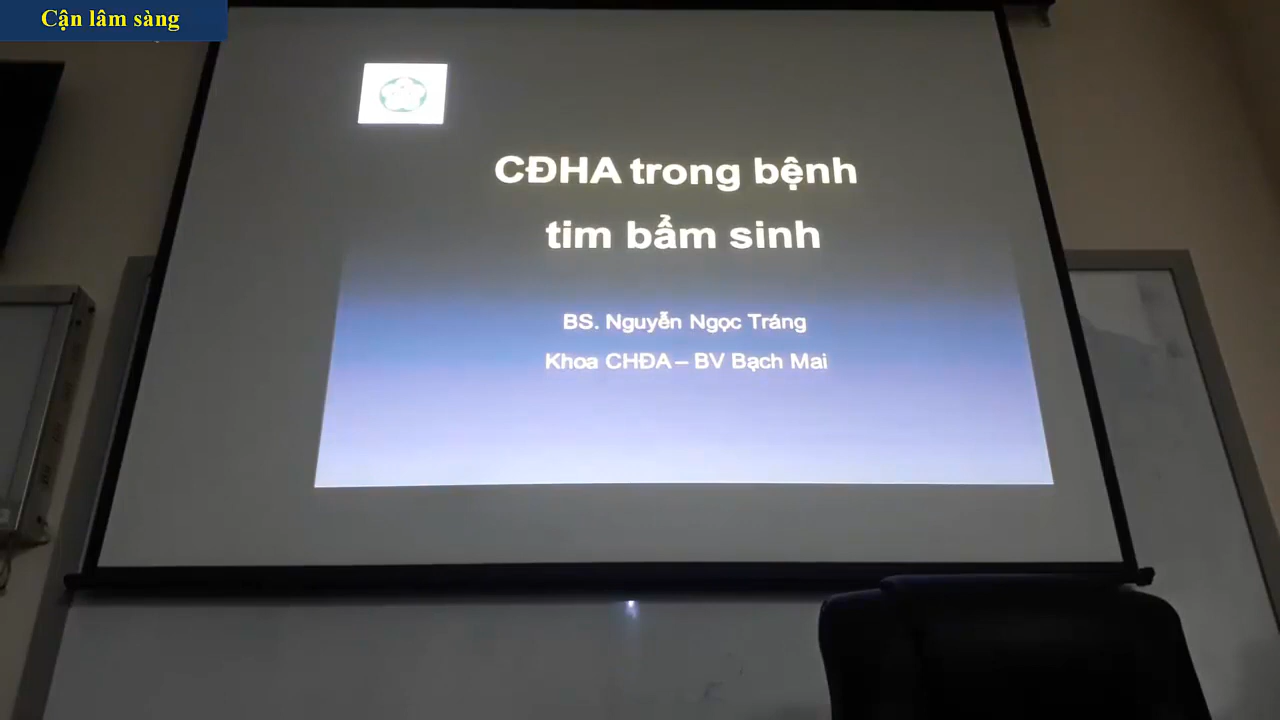 Cận lâm sàng
CĐHA trong bệnh
tim bẩm sinh
BS. Nguyễn Ngọc Tráng
Khoa CHĐA – BV Bạch Mai